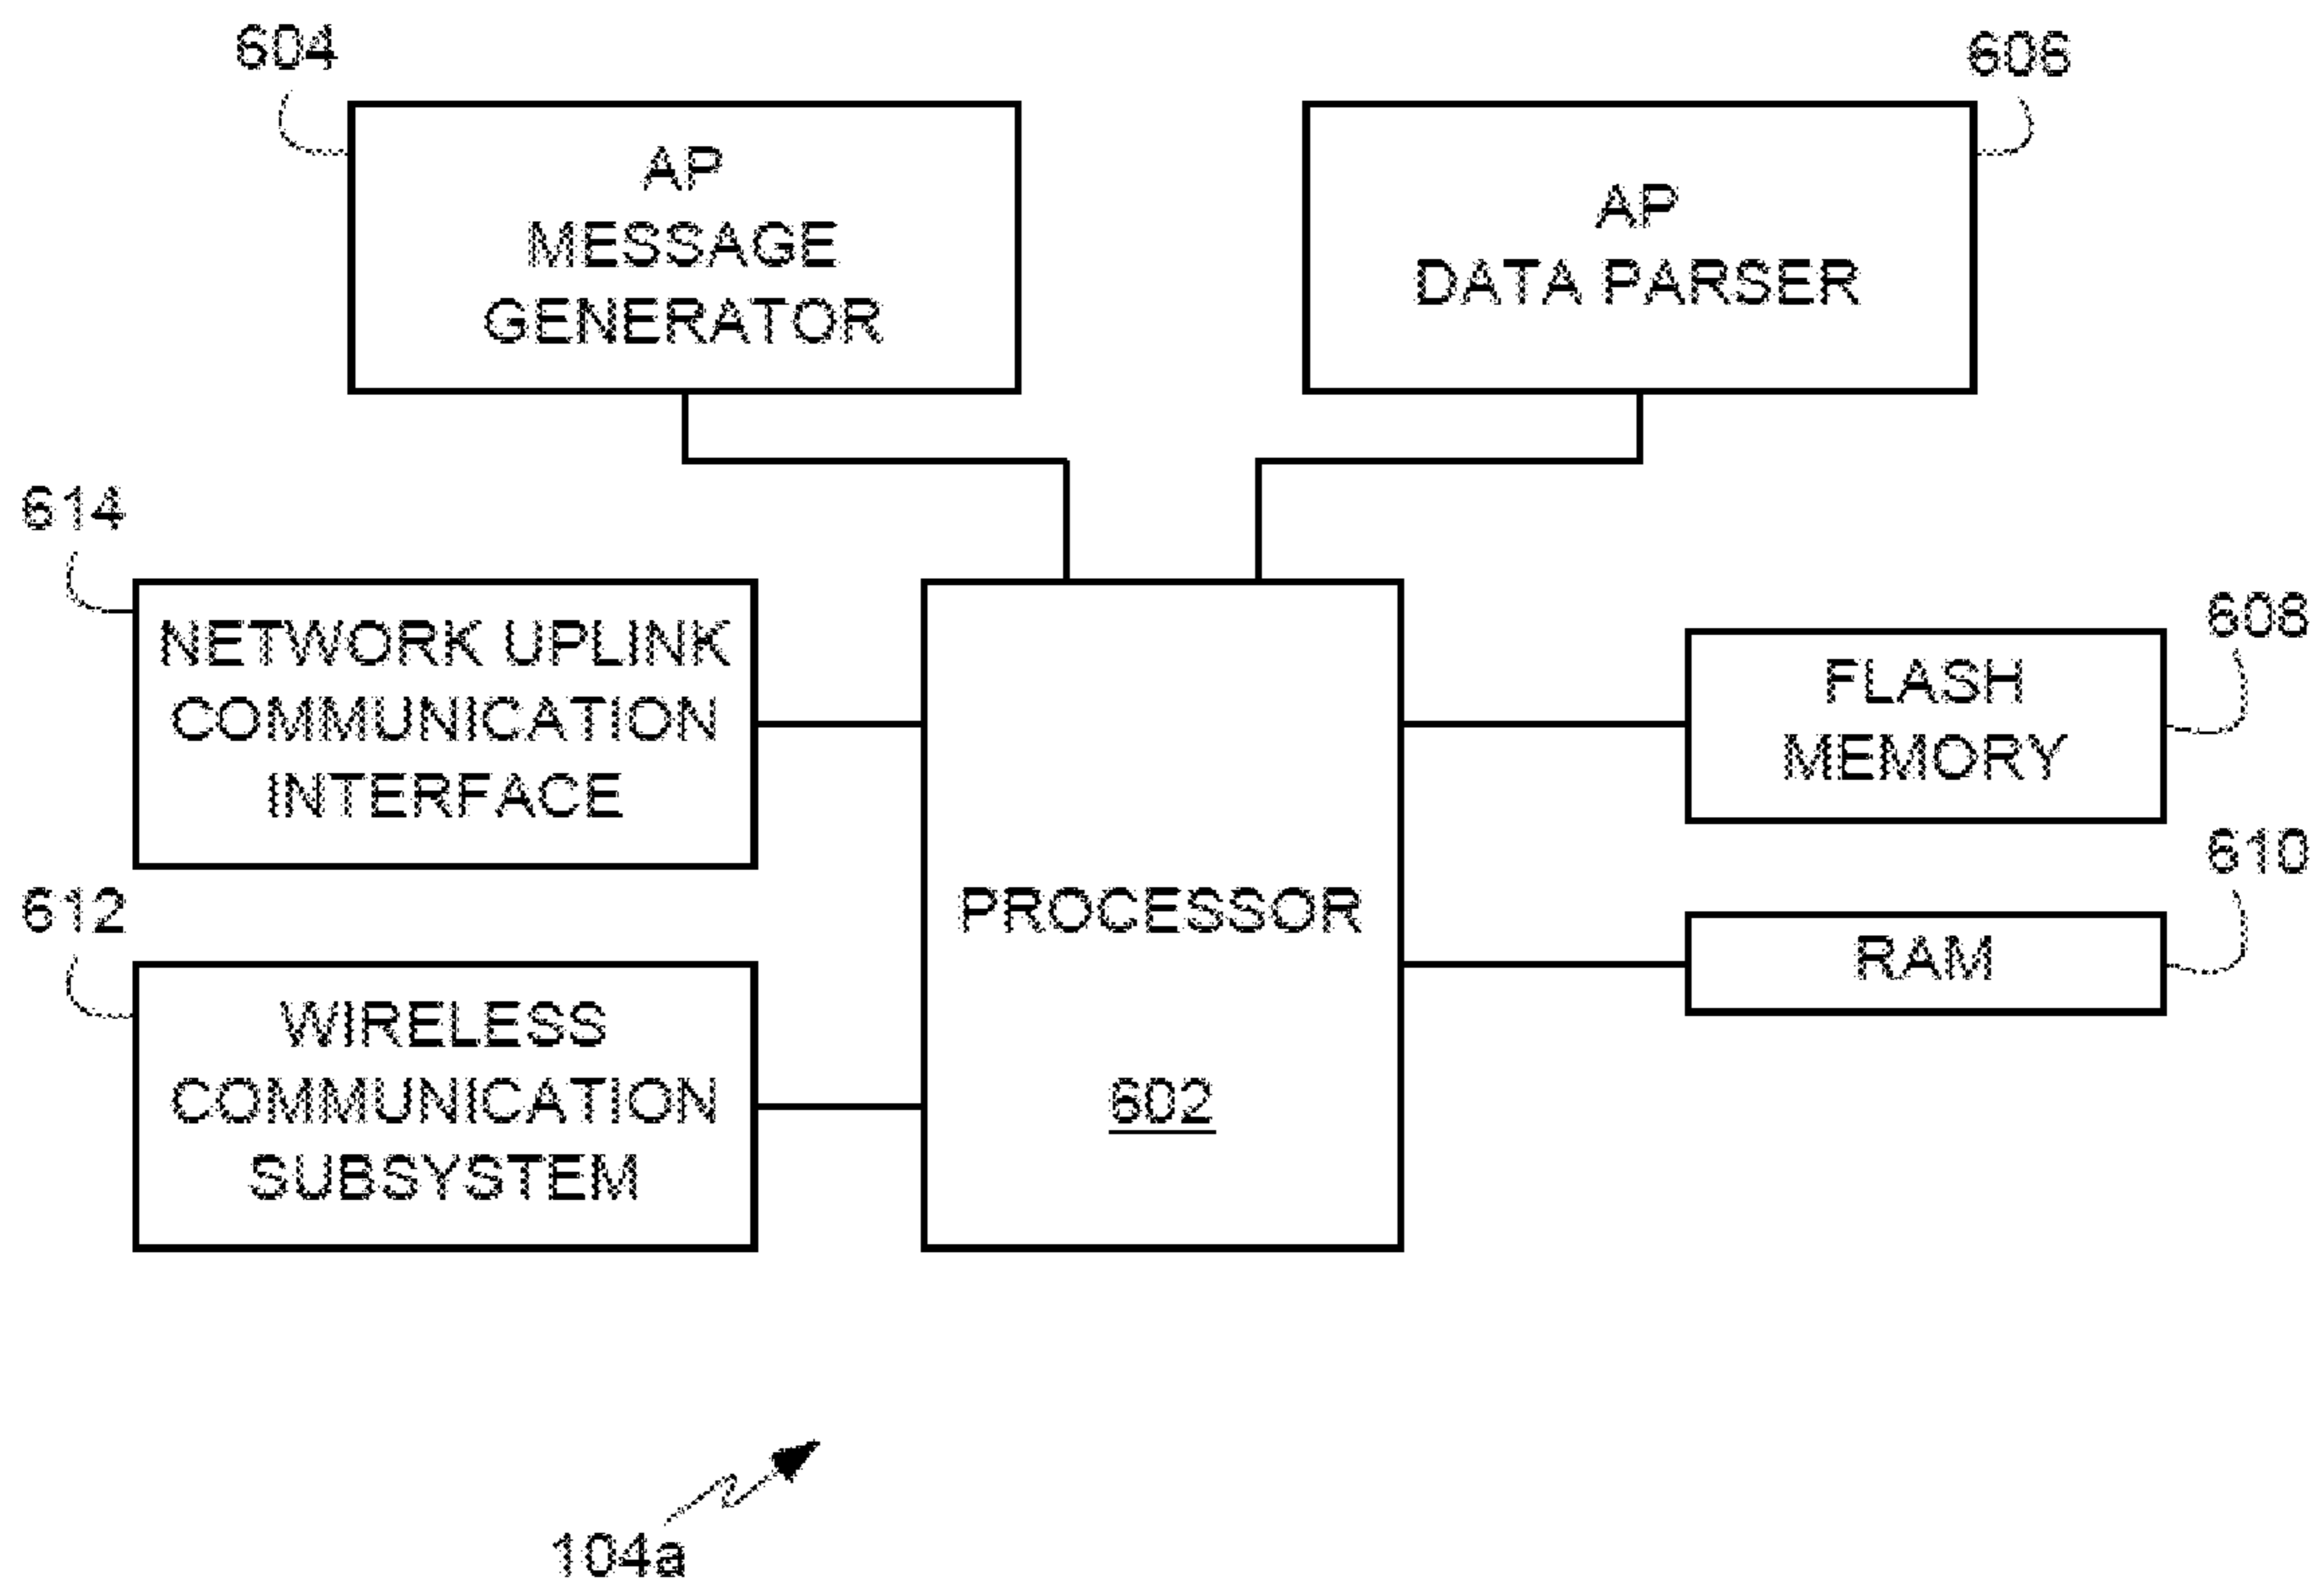 604
606
AP
MESSAGE
GENERATOR
AP
DATA PARSER
614
NETWORK UPLINK
COMMUNICATION
INTERFACE
608
FLASH
MEMORY
610
RAM
612
WIRELESS
COMMUNICATION
SUBSYSTEM
PROCESSOR
602
104a